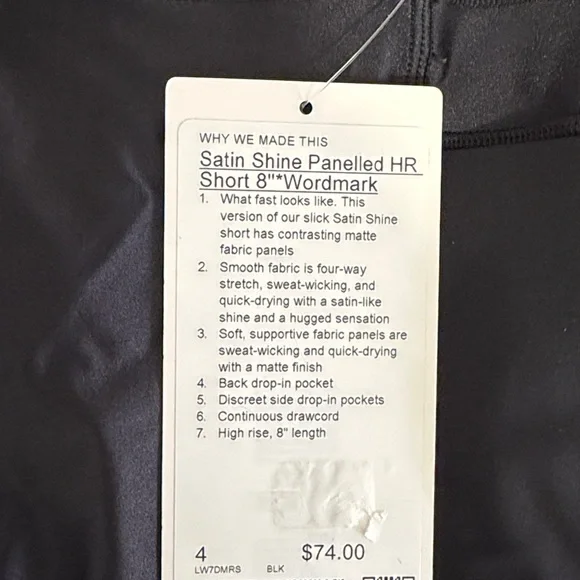 WHY WE MADE THIS
Satin Shine Panelled HR
Short 8"*Wordmark
1. What fast looks like. This
version of our slick Satin Shine
short has contrasting matte
fabric panels
2. Smooth fabric is four-way
stretch, sweat-wicking, and
quick-drying with a satin-like
shine and a hugged sensation
3. Soft, supportive fabric panels are
sweat-wicking and quick-drying
with a matte finish
4. Back drop-in pocket
5. Discreet side drop-in pockets
6. Continuous drawcord
7. High rise, 8" length
4 $74.00
LW7DMRS BLK